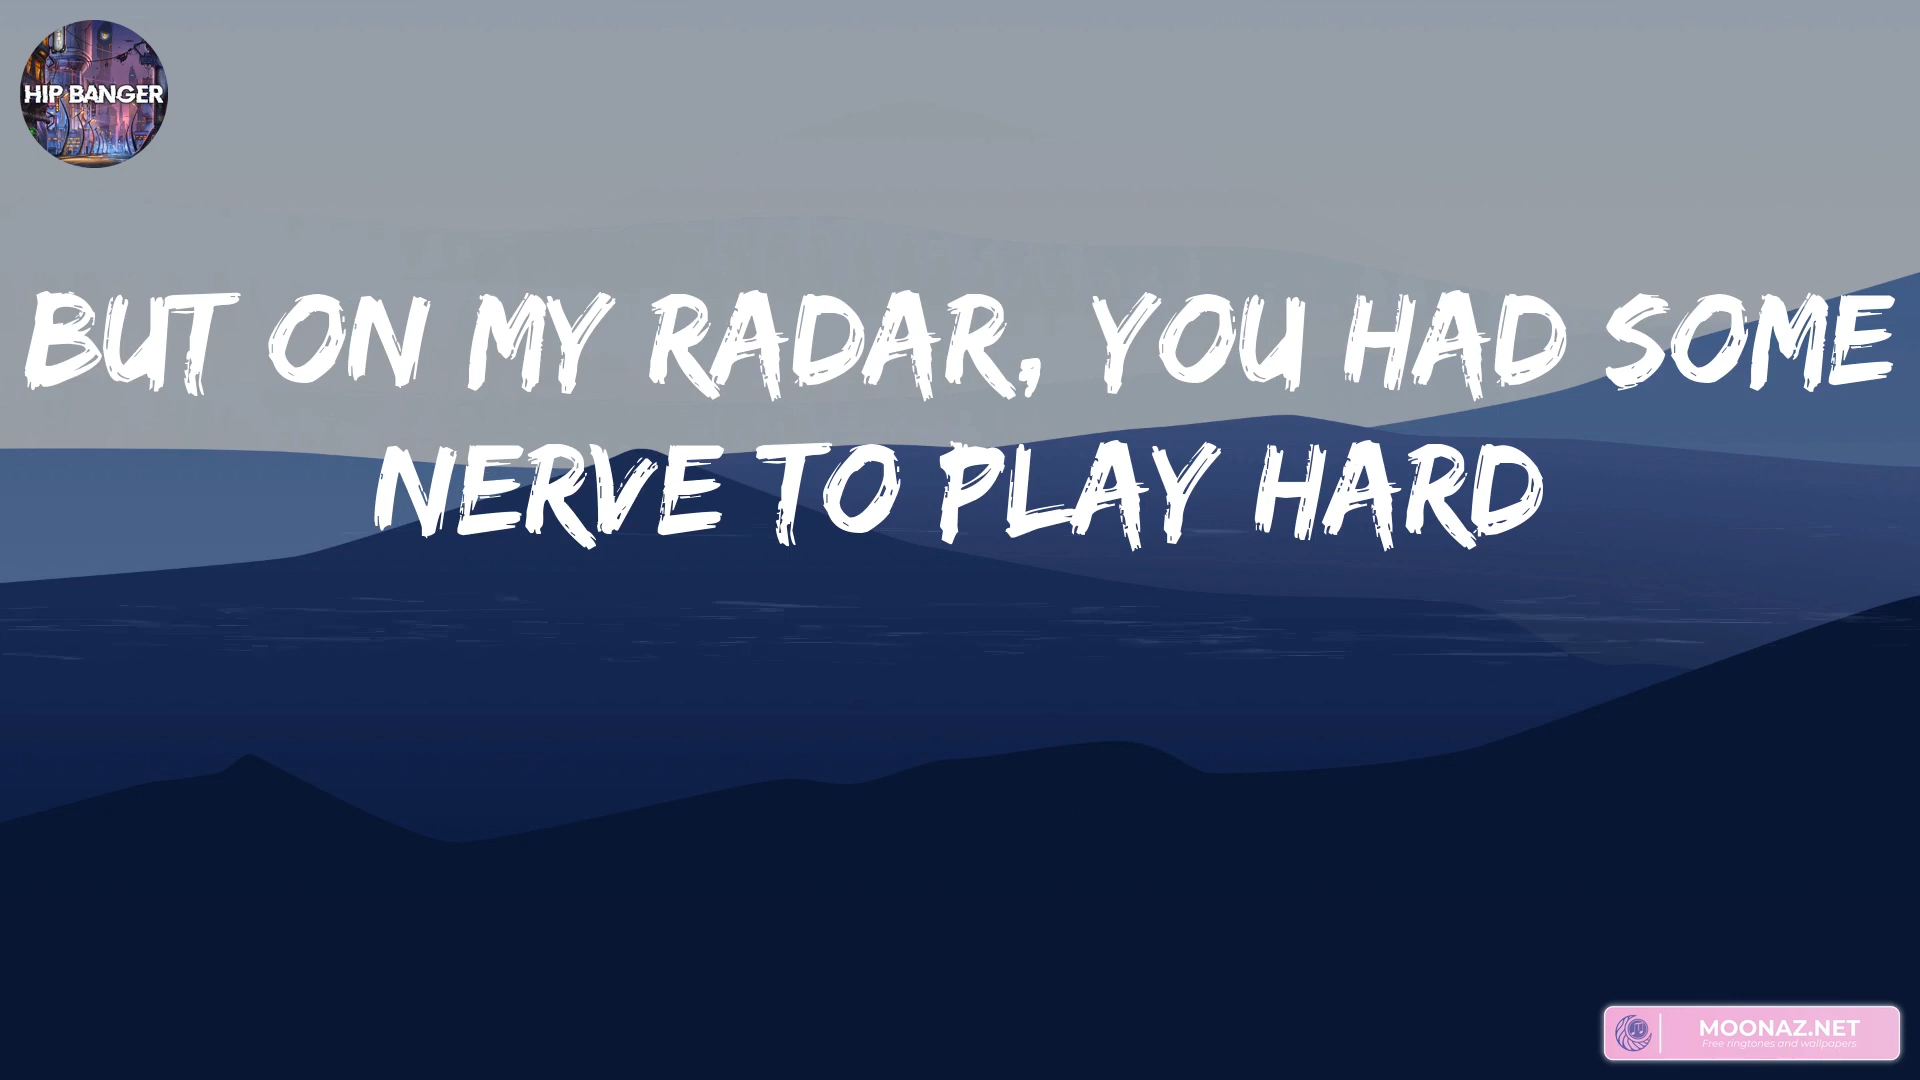 HIP BANGER
BUT ON MY RADAR, YOU HAD SOME
NERVE TO PLAY HARD
MOONAZ.NET
Free ringtones and wallpapers